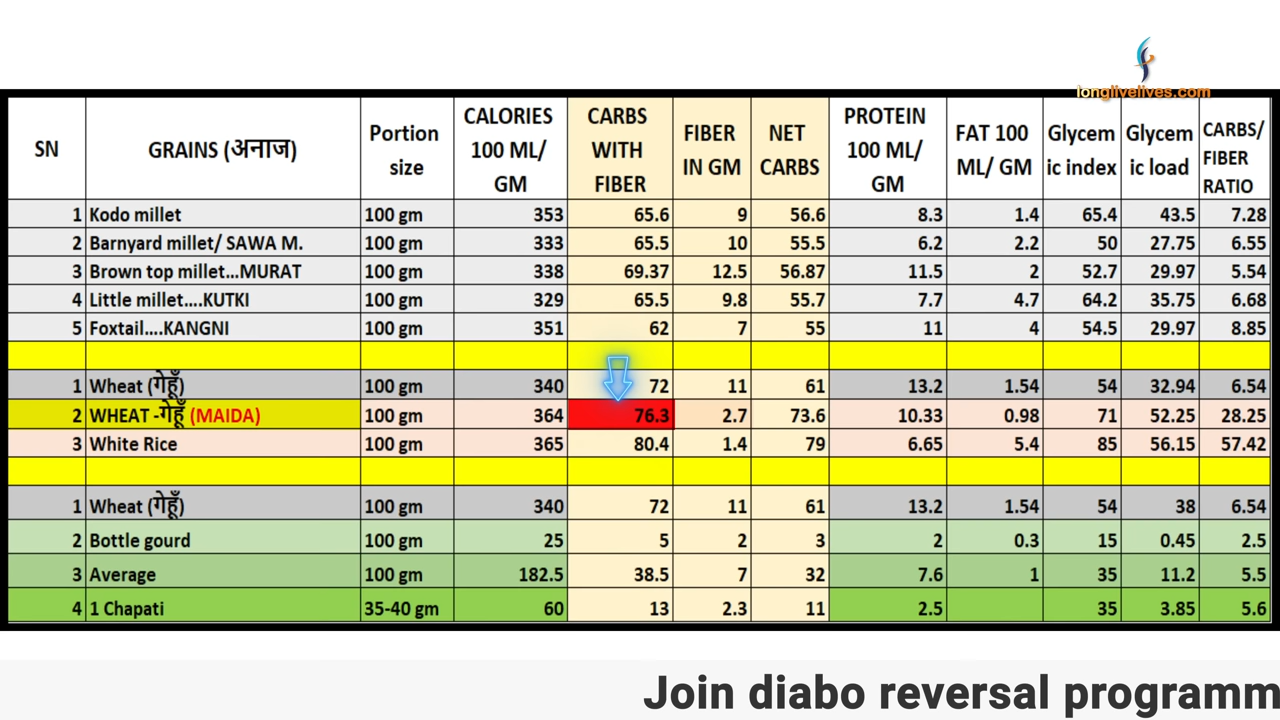 longlivelives.com
SN GRAINS (अनाज) Portion size CALORIES 100 ML/ GM CARBS WITH FIBER FIBER IN GM NET CARBS PROTEIN 100 ML/ GM FAT 100 ML/ GM Glycem ic index Glycem ic load CARBS/ FIBER RATIO
1 Kodo millet 100 gm 353 65.6 9 56.6 8.3 1.4 65.4 43.5 7.28
2 Barnyard millet/ SAWA M. 100 gm 333 65.5 10 55.5 6.2 2.2 50 27.75 6.55
3 Brown top millet...MURAT 100 gm 338 69.37 12.5 56.87 11.5 2 52.7 29.97 5.54
4 Little millet....KUTKI 100 gm 329 65.5 9.8 55.7 7.7 4.7 64.2 35.75 6.68
5 Foxtail....KANGNI 100 gm 351 62 7 55 11 4 54.5 29.97 8.85
1 Wheat (गेहूँ) 100 gm 340 72 11 61 13.2 1.54 54 32.94 6.54
2 WHEAT -गेहूँ (MAIDA) 100 gm 364 76.3 2.7 73.6 10.33 0.98 71 52.25 28.25
3 White Rice 100 gm 365 80.4 1.4 79 6.65 5.4 85 56.15 57.42
1 Wheat (गेहूँ) 100 gm 340 72 11 61 13.2 1.54 54 38 6.54
2 Bottle gourd 100 gm 25 5 2 3 2 0.3 15 0.45 2.5
3 Average 100 gm 182.5 38.5 7 32 7.6 1 35 11.2 5.5
4 1 Chapati 35-40 gm 60 13 2.3 11 2.5 35 3.85 5.6
Join diabo reversal programm